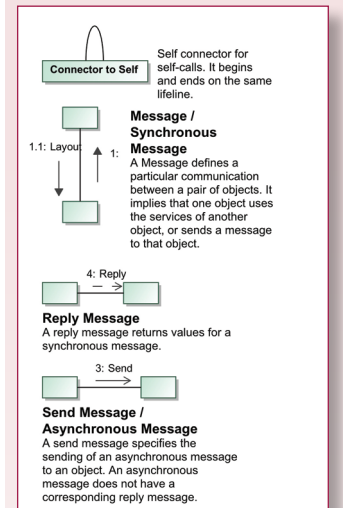 Connector to Self
Self connector for
self-calls. It begins
and ends on the same
lifeline.
1.1: Layout
1:
Message /
Synchronous
Message
A Message defines a
particular communication
between a pair of objects. It
implies that one object uses
the services of another
object, or sends a message
to that object.
4: Reply
Reply Message
A reply message returns values for a
synchronous message.
3: Send
Send Message /
Asynchronous Message
A send message specifies the
sending of an asynchronous message
to an object. An asynchronous
message does not have a
corresponding reply message.